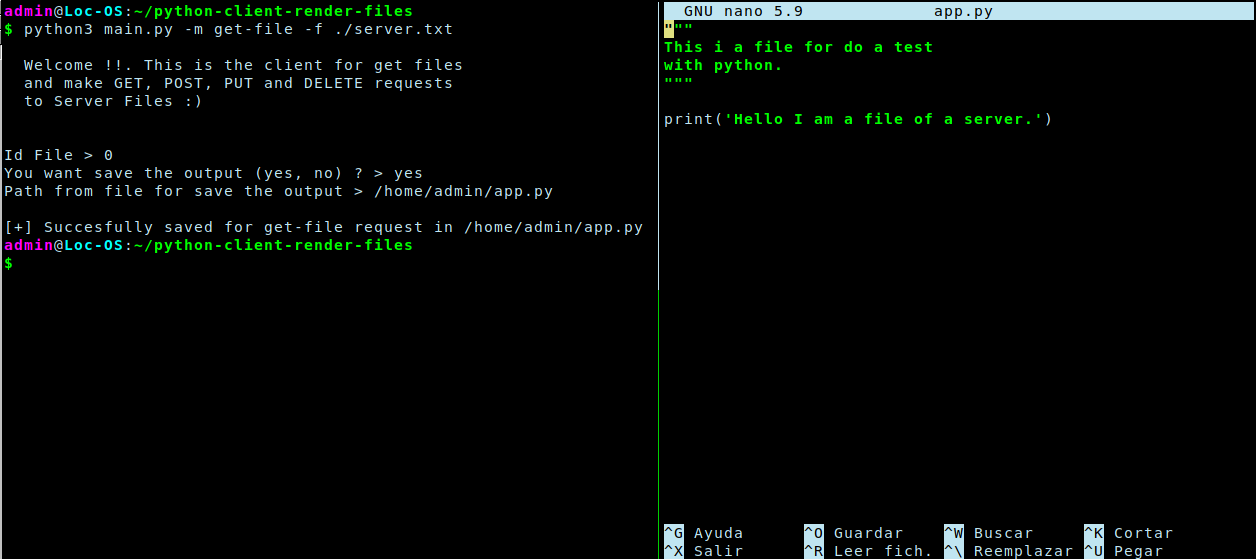 admin@Loc-OS:~/python-client-render-files
$ python3 main.py -m get-file -f ./server.txt
Welcome !!. This is the client for get files
and make GET, POST, PUT and DELETE requests
to Server Files :)
Id File > 0
You want save the output (yes, no) ? > yes
Path from file for save the output > /home/admin/app.py
[+] Succesfully saved for get-file request in /home/admin/app.py
admin@Loc-OS:~/python-client-render-files
$
GNU nano 5.9 app.py
"""
This i a file for do a test
with python.
"""
print('Hello I am a file of a server.')
^G Ayuda ^O Guardar ^W Buscar ^K Cortar
^X Salir ^R Leer fich. ^\ Reemplazar ^U Pegar